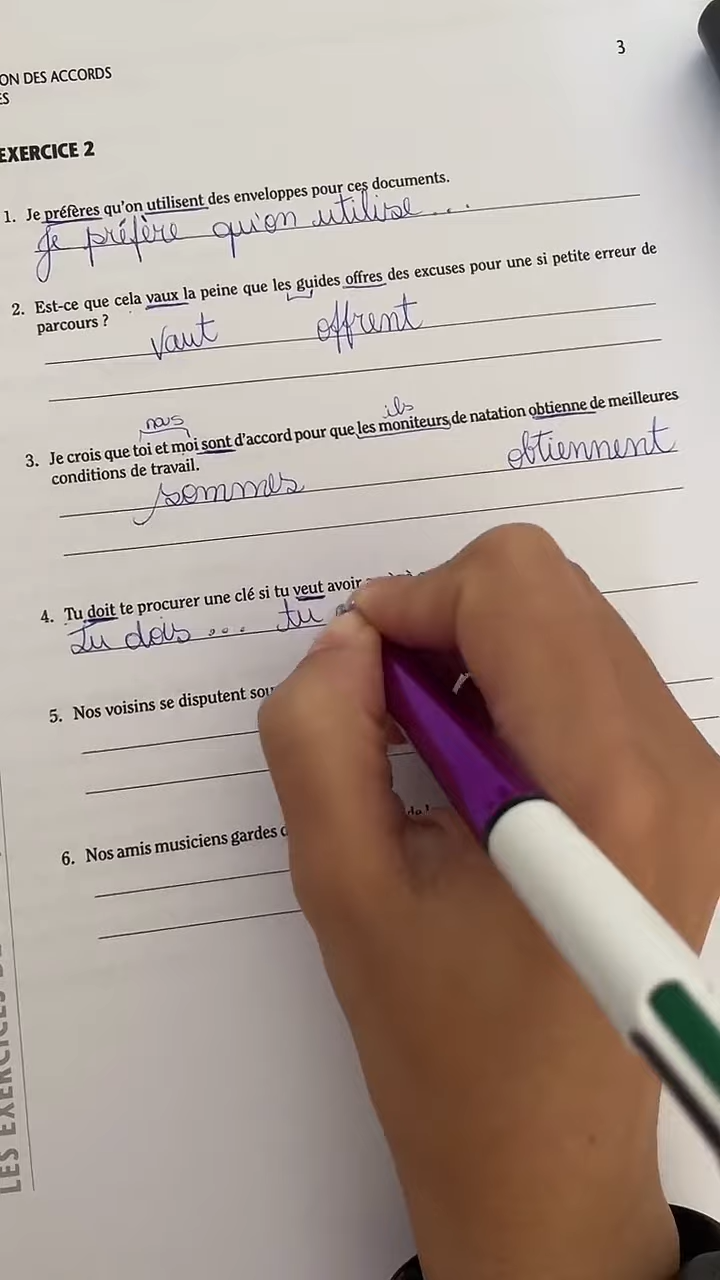 3
ON DES ACCORDS
ES
EXERCICE 2
1. Je préfères qu'on utilisent des enveloppes pour ces documents.
Je préfère qu'on utilise...
2. Est-ce que cela vaux la peine que les guides offres des excuses pour une si petite erreur de
parcours ?
vaut offrent
nous ils
3. Je crois que toi et moi sont d'accord pour que les moniteurs de natation obtienne de meilleures
conditions de travail.
sommes obtiennent
4. Tu doit te procurer une clé si tu veut avoir
Tu dois... tu
5. Nos voisins se disputent sou
6. Nos amis musiciens gardes
LES EXERCICES